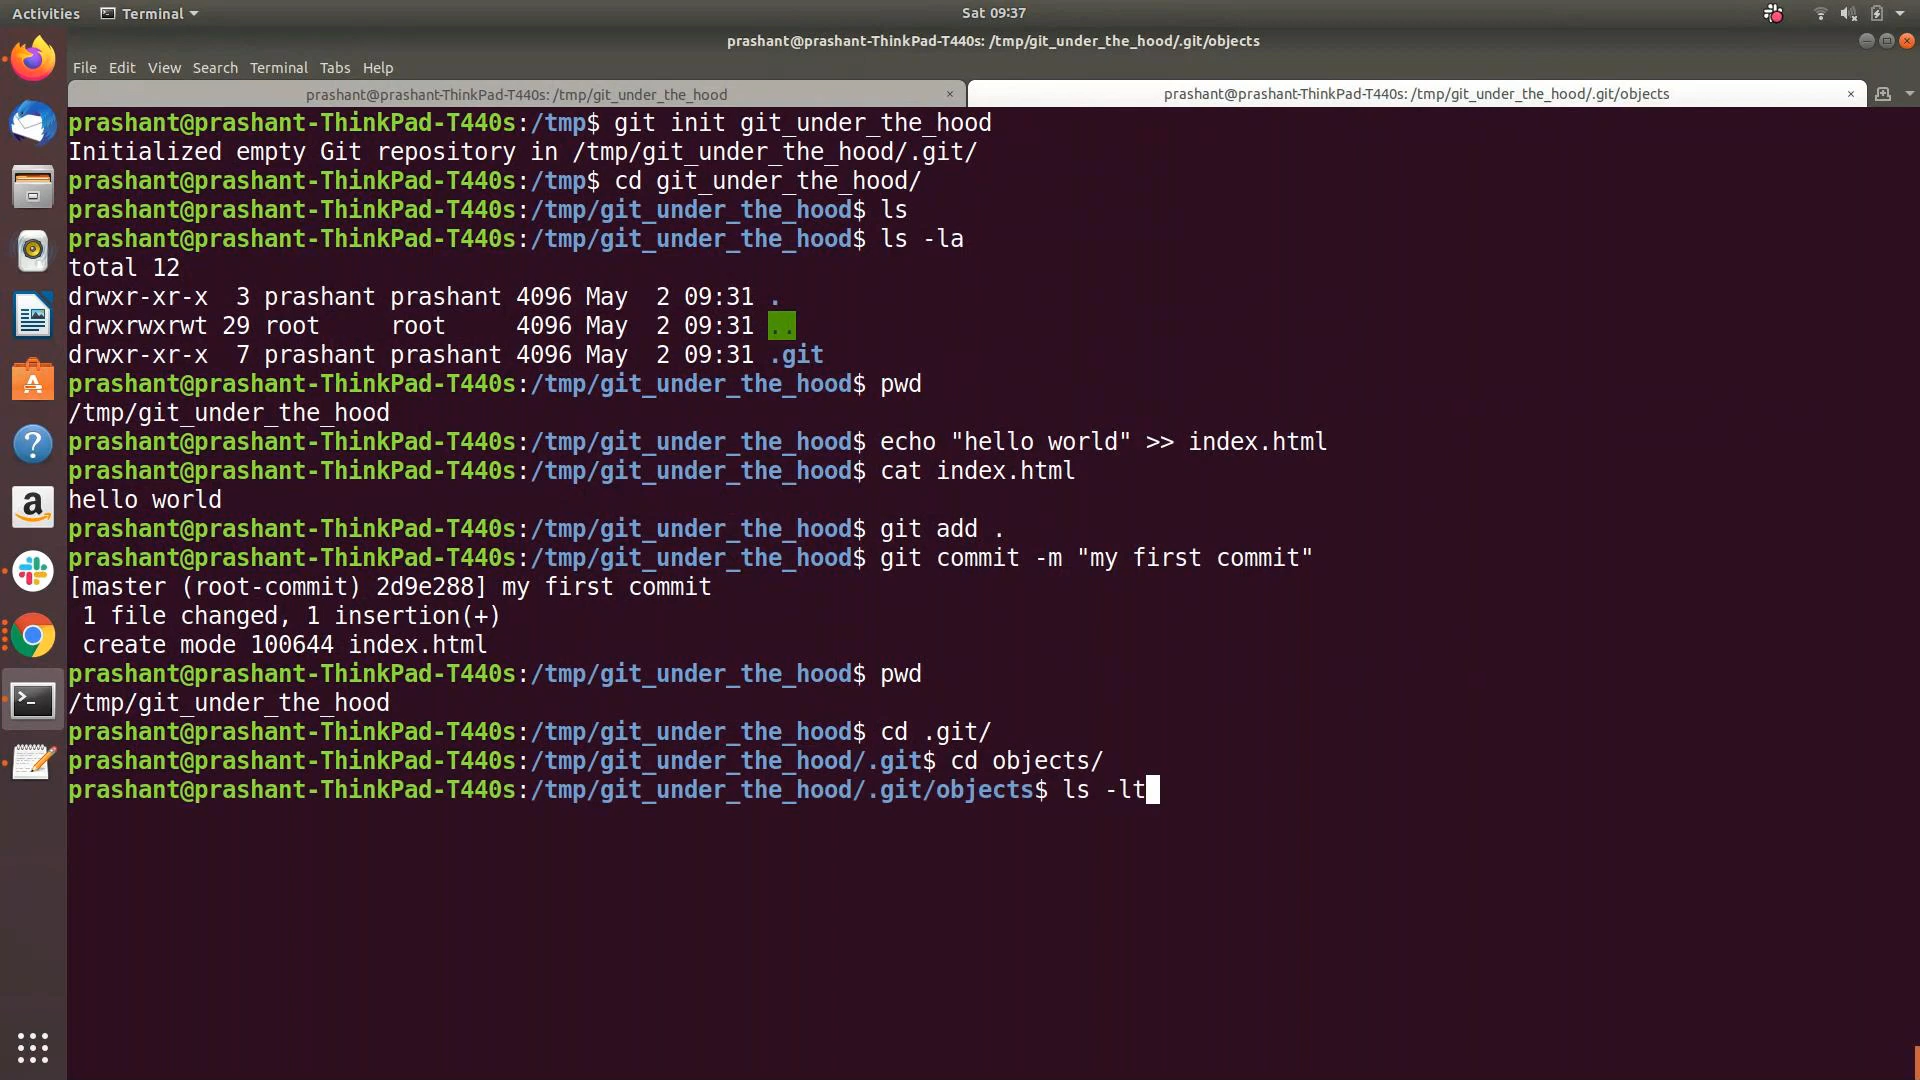 Activities Terminal Sat 09:37
prashant@prashant-ThinkPad-T440s: /tmp/git_under_the_hood/.git/objects
File Edit View Search Terminal Tabs Help
prashant@prashant-ThinkPad-T440s: /tmp/git_under_the_hood × prashant@prashant-ThinkPad-T440s: /tmp/git_under_the_hood/.git/objects ×
prashant@prashant-ThinkPad-T440s:/tmp$ git init git_under_the_hood
Initialized empty Git repository in /tmp/git_under_the_hood/.git/
prashant@prashant-ThinkPad-T440s:/tmp$ cd git_under_the_hood/
prashant@prashant-ThinkPad-T440s:/tmp/git_under_the_hood$ ls
prashant@prashant-ThinkPad-T440s:/tmp/git_under_the_hood$ ls -la
total 12
drwxr-xr-x  3 prashant prashant 4096 May  2 09:31 .
drwxrwxrwt 29 root     root     4096 May  2 09:31 ..
drwxr-xr-x  7 prashant prashant 4096 May  2 09:31 .git
prashant@prashant-ThinkPad-T440s:/tmp/git_under_the_hood$ pwd
/tmp/git_under_the_hood
prashant@prashant-ThinkPad-T440s:/tmp/git_under_the_hood$ echo "hello world" >> index.html
prashant@prashant-ThinkPad-T440s:/tmp/git_under_the_hood$ cat index.html
hello world
prashant@prashant-ThinkPad-T440s:/tmp/git_under_the_hood$ git add .
prashant@prashant-ThinkPad-T440s:/tmp/git_under_the_hood$ git commit -m "my first commit"
[master (root-commit) 2d9e288] my first commit
 1 file changed, 1 insertion(+)
 create mode 100644 index.html
prashant@prashant-ThinkPad-T440s:/tmp/git_under_the_hood$ pwd
/tmp/git_under_the_hood
prashant@prashant-ThinkPad-T440s:/tmp/git_under_the_hood$ cd .git/
prashant@prashant-ThinkPad-T440s:/tmp/git_under_the_hood/.git$ cd objects/
prashant@prashant-ThinkPad-T440s:/tmp/git_under_the_hood/.git/objects$ ls -lt